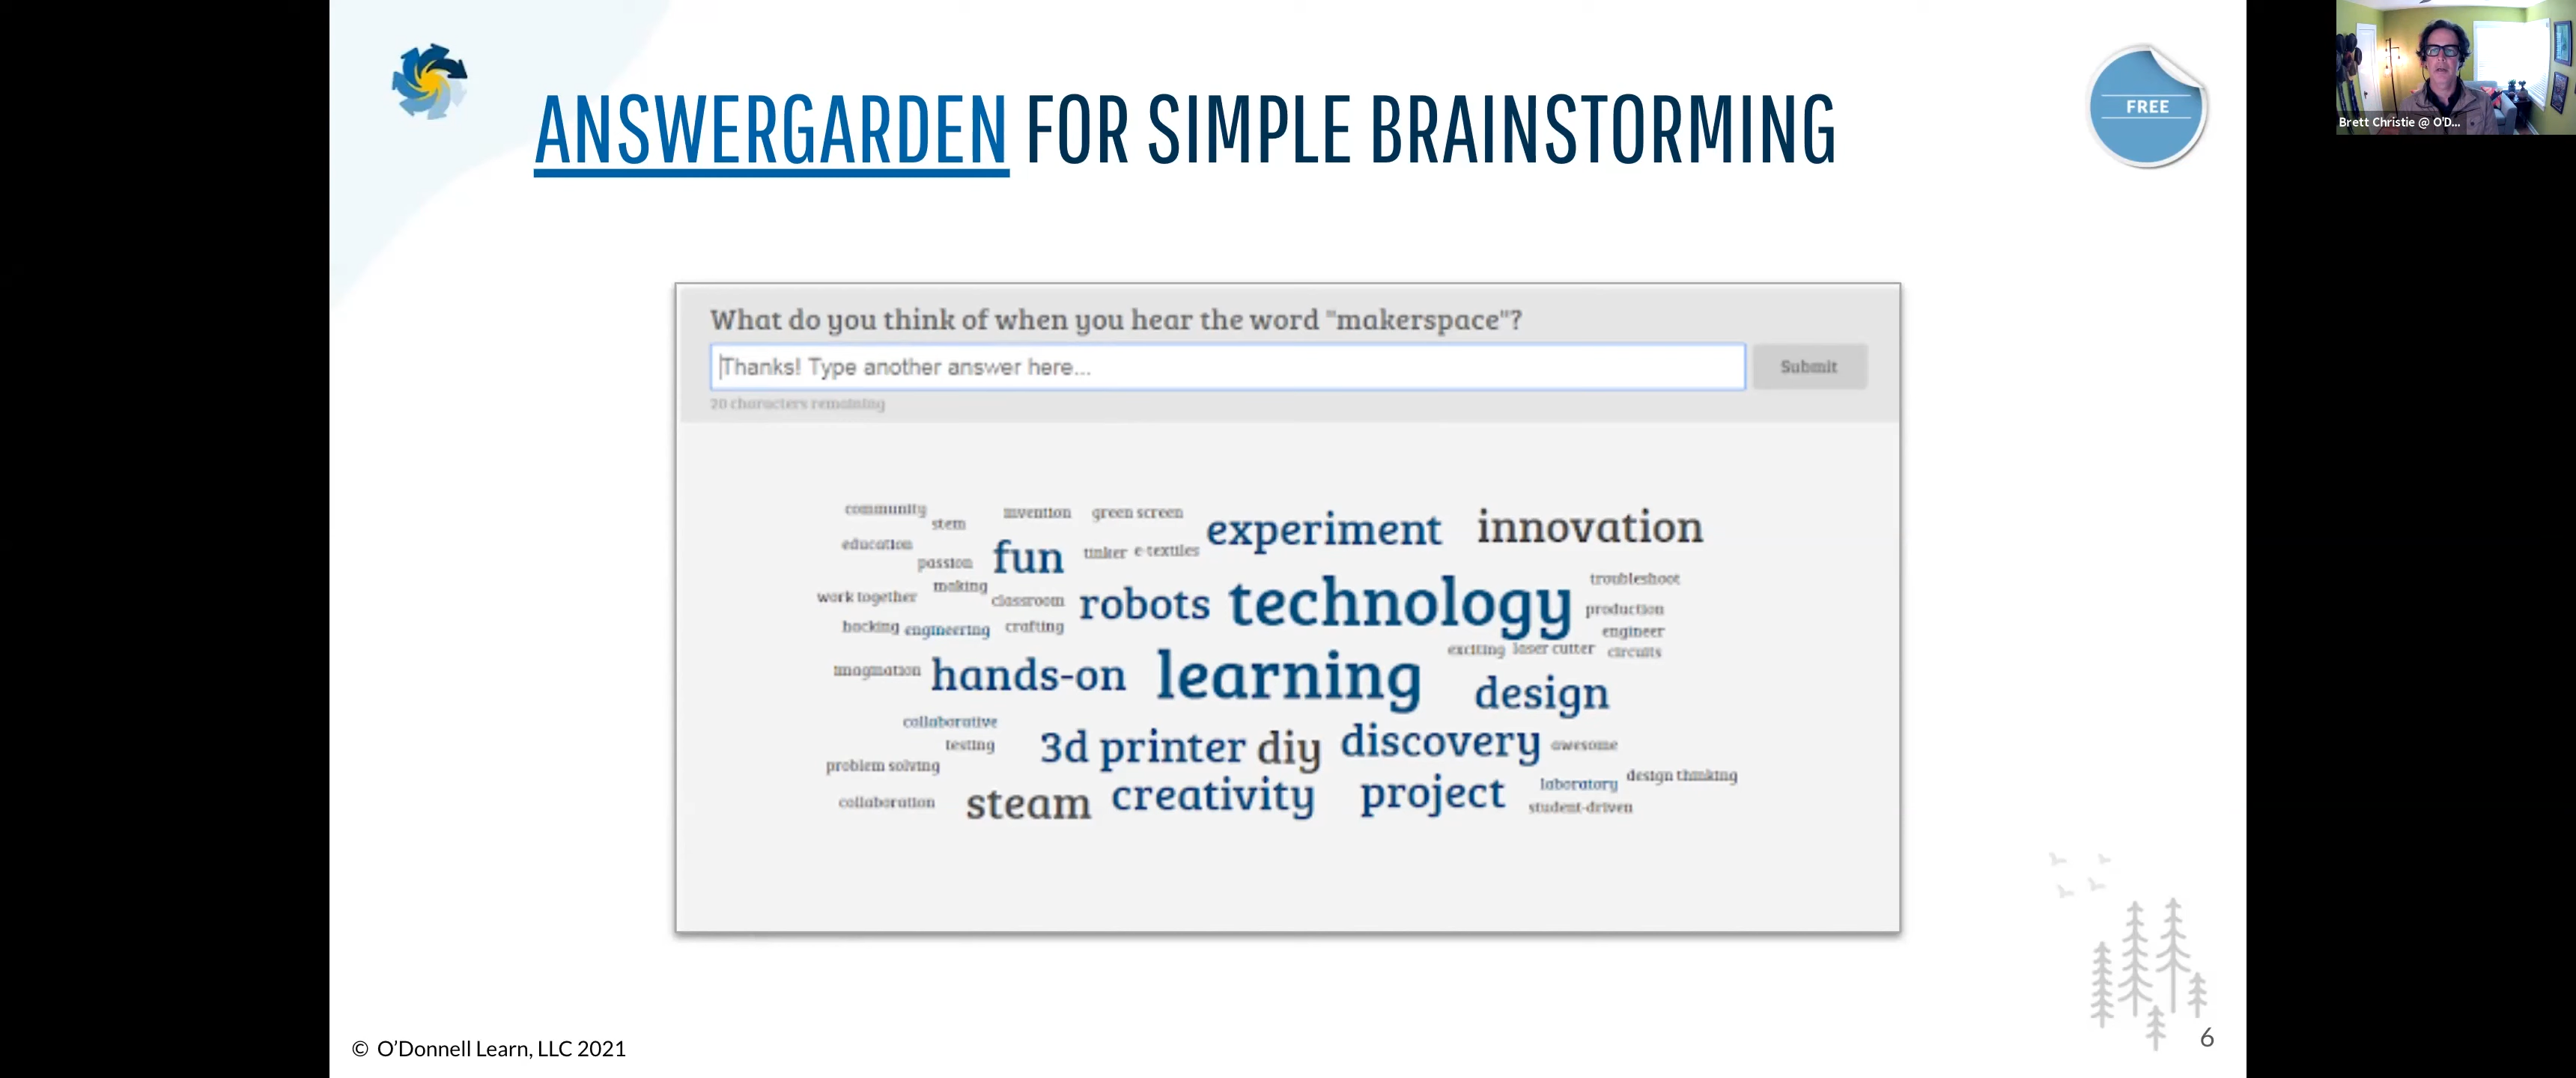 ANSWERGARDEN FOR SIMPLE BRAINSTORMING
FREE
Brett Christie @ O'D...
What do you think of when you hear the word "makerspace"?
Thanks! Type another answer here...
Submit
20 characters remaining
community
stem
invention
green screen
experiment
innovation
education
passion
fun
tinker
e-textiles
work together
making
classroom
robots
technology
troubleshoot
production
hacking
engineering
crafting
engineer
exciting
laser cutter
circuits
imagination
hands-on
learning
design
collaborative
testing
3d printer
diy
discovery
awesome
problem solving
laboratory
design thinking
collaboration
steam
creativity
project
student-driven
© O'Donnell Learn, LLC 2021
6